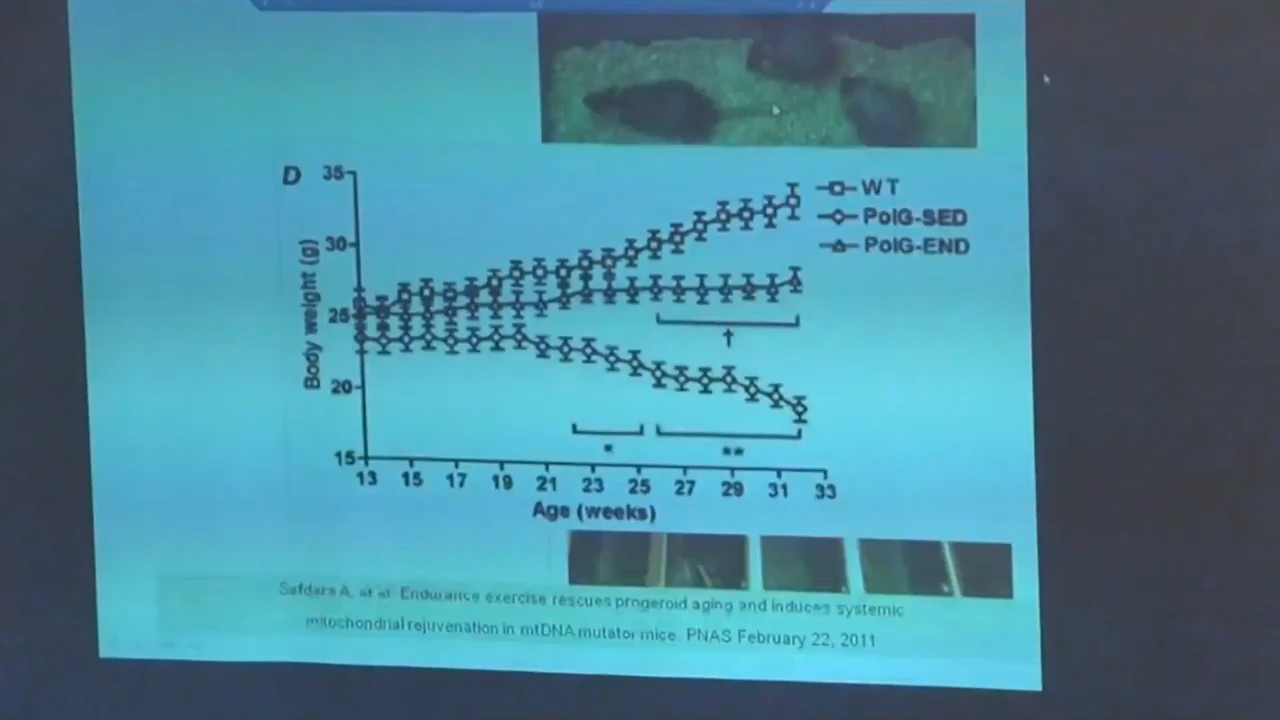 D
35
30
25
20
15
Body weight (g)
WT
PolG-SED
PolG-END
†
*
**
13 15 17 19 21 23 25 27 29 31 33
Age (weeks)
Safdara A, et al. Endurance exercise rescues progeroid aging and induces systemic
mitochondrial rejuvenation in mtDNA mutator mice. PNAS February 22, 2011